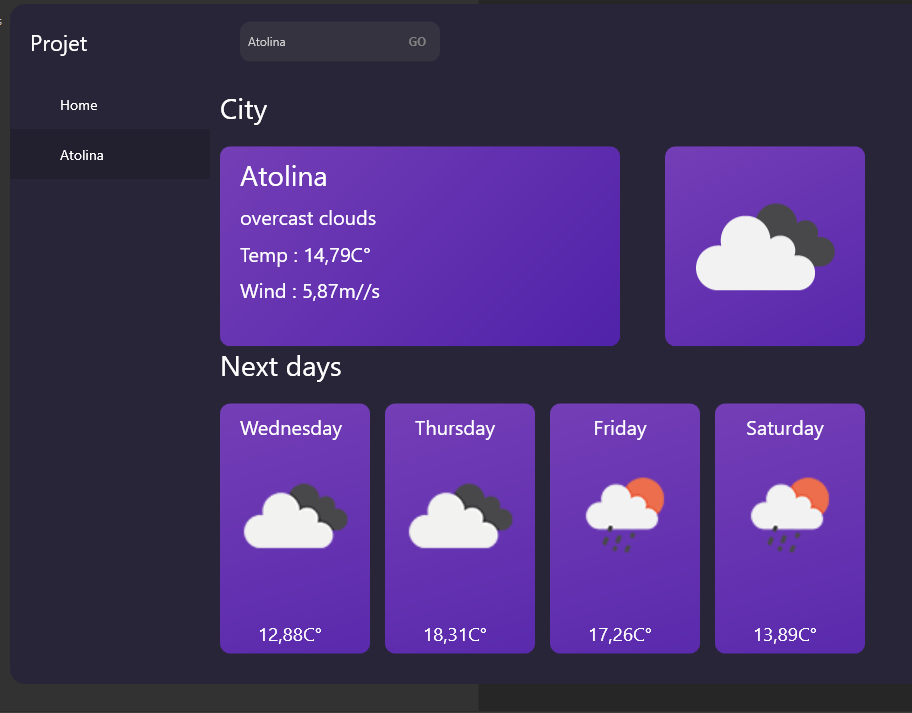 Projet
Atolina GO
Home
Atolina
City
Atolina
overcast clouds
Temp : 14,79C°
Wind : 5,87m//s
Next days
Wednesday Thursday Friday Saturday
12,88C° 18,31C° 17,26C° 13,89C°